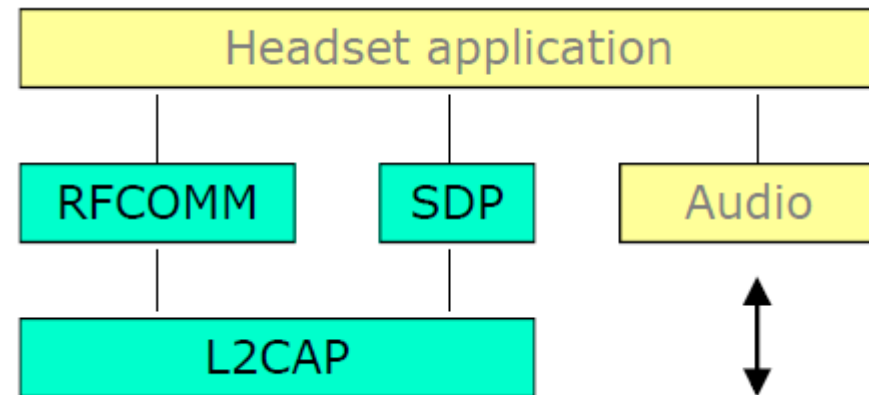 Headset application
RFCOMM
SDP
Audio
L2CAP